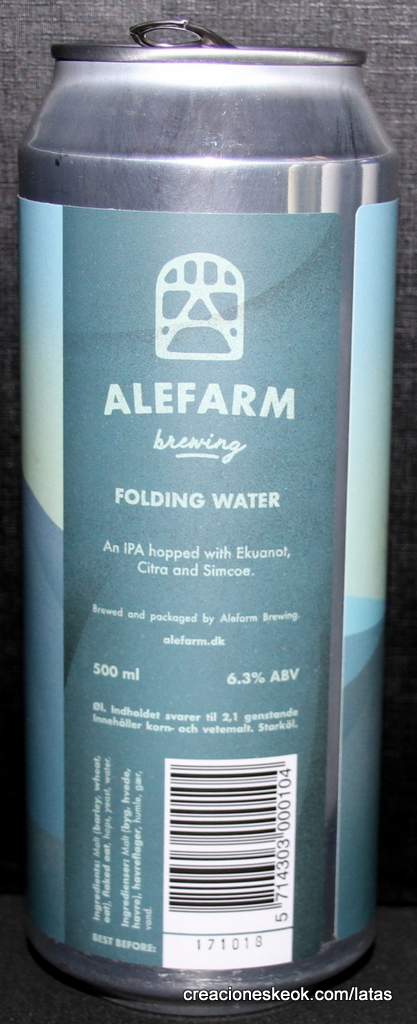 ALEFARM
brewing
FOLDING WATER
An IPA hopped with Ekuanot,
Citra and Simcoe.
Brewed and packaged by Alefarm Brewing.
alefarm.dk
500 ml
6.3% ABV
Øl. Indholdet svarer til 2,1 genstande
Innehåller korn- och vetemalt. Starköl.
Ingredients: Malt (barley, wheat,
oat), flaked oat, hops, yeast, water.
Ingredienser: Malt (byg, hvede,
havre), havreflager, humle, gær,
vand.
BEST BEFORE:
171018
5 714303 000104
creacioneskeok.com/latas